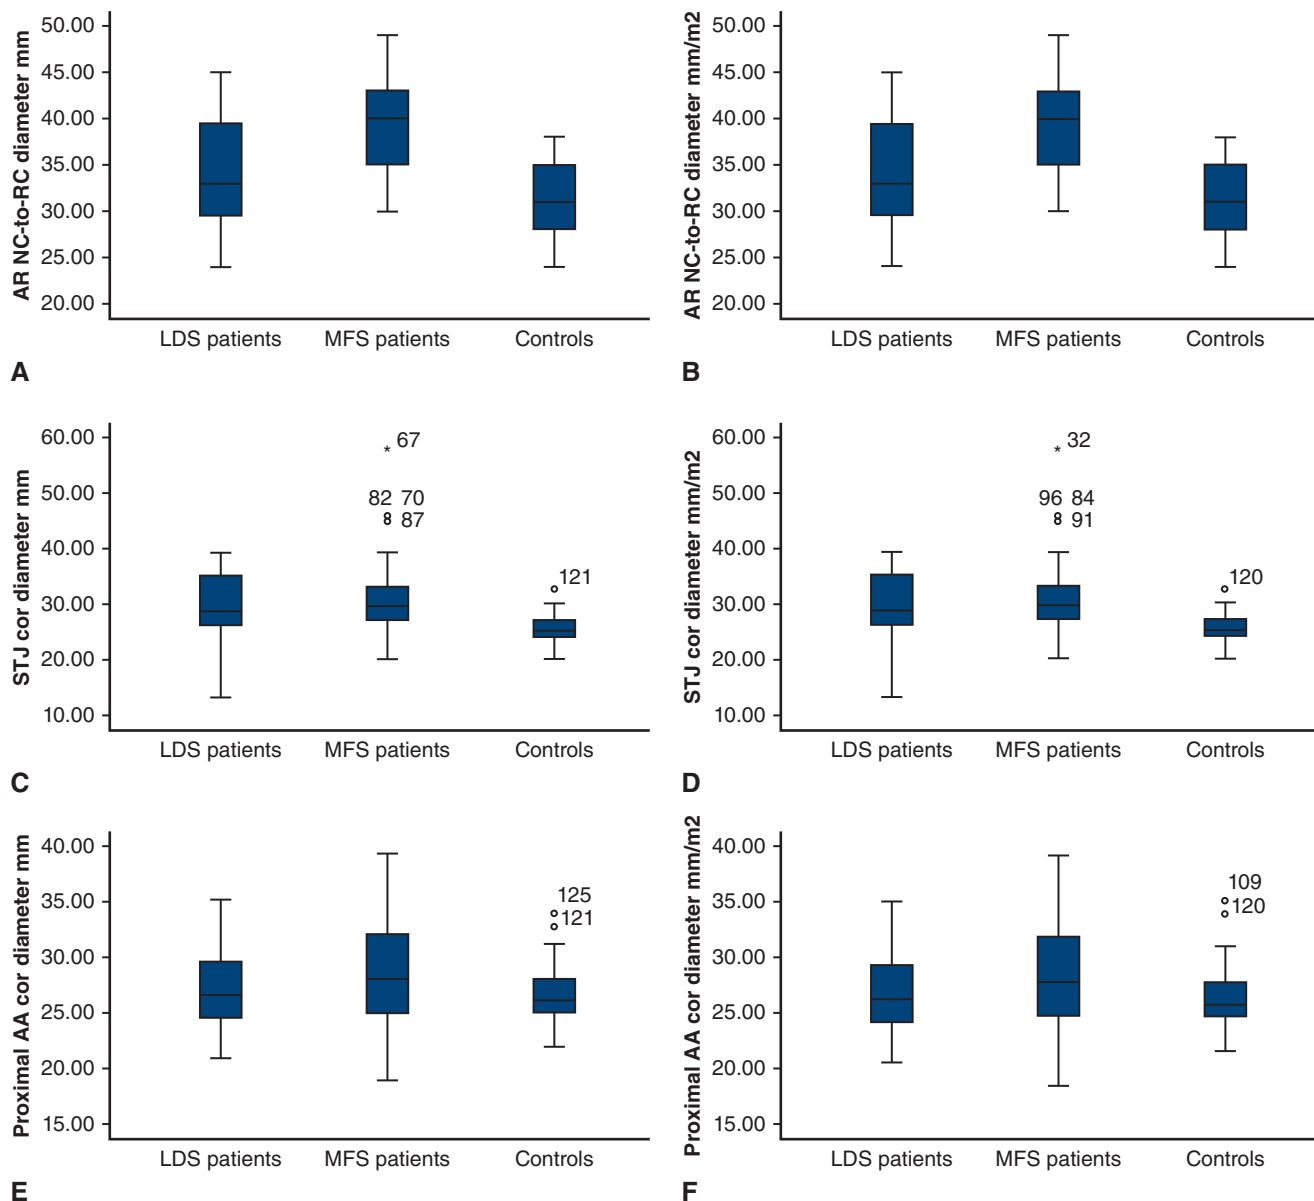 AR NC-to-RC diameter mm
50.00
45.00
40.00
35.00
30.00
25.00
20.00
LDS patients MFS patients Controls
A
AR NC-to-RC diameter mm/m2
50.00
45.00
40.00
35.00
30.00
25.00
20.00
LDS patients MFS patients Controls
B
STJ cor diameter mm
60.00
50.00
40.00
30.00
20.00
10.00
* 67
82 70
87
121
LDS patients MFS patients Controls
C
STJ cor diameter mm/m2
60.00
50.00
40.00
30.00
20.00
10.00
* 32
96 84
91
120
LDS patients MFS patients Controls
D
Proximal AA cor diameter mm
40.00
35.00
30.00
25.00
20.00
15.00
125
121
LDS patients MFS patients Controls
E
Proximal AA cor diameter mm/m2
40.00
35.00
30.00
25.00
20.00
15.00
109
120
LDS patients MFS patients Controls
F